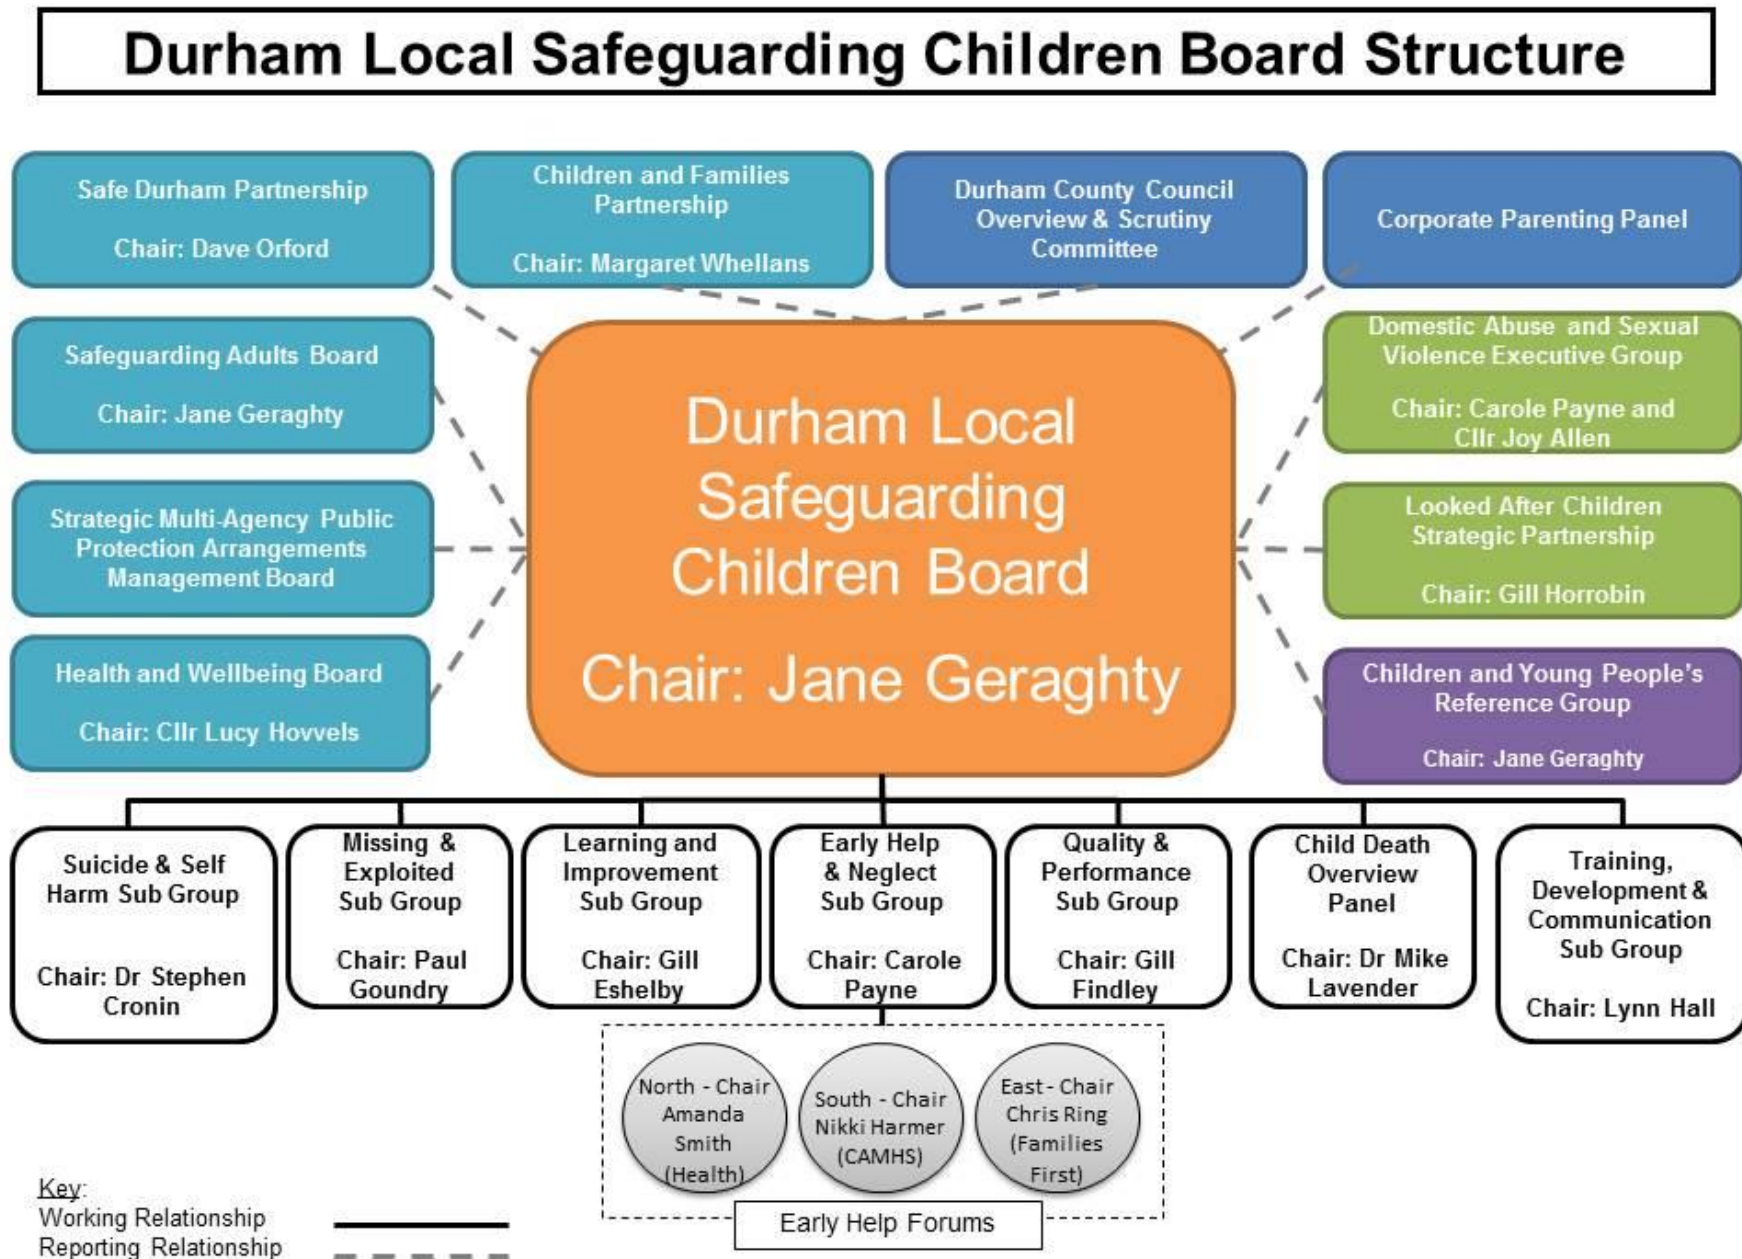 Durham Local Safeguarding Children Board Structure
Safe Durham Partnership
Chair: Dave Orford
Children and Families
Partnership
Chair: Margaret Whellans
Durham County Council
Overview & Scrutiny
Committee
Corporate Parenting Panel
Safeguarding Adults Board
Chair: Jane Geraghty
Strategic Multi-Agency Public
Protection Arrangements
Management Board
Health and Wellbeing Board
Chair: Cllr Lucy Hovvels
Durham Local
Safeguarding
Children Board
Chair: Jane Geraghty
Domestic Abuse and Sexual
Violence Executive Group
Chair: Carole Payne and
Cllr Joy Allen
Looked After Children
Strategic Partnership
Chair: Gill Horrobin
Children and Young People's
Reference Group
Chair: Jane Geraghty
Suicide & Self
Harm Sub Group
Chair: Dr Stephen
Cronin
Missing &
Exploited
Sub Group
Chair: Paul
Goundry
Learning and
Improvement
Sub Group
Chair: Gill
Eshelby
Early Help
& Neglect
Sub Group
Chair: Carole
Payne
Quality &
Performance
Sub Group
Chair: Gill
Findley
Child Death
Overview
Panel
Chair: Dr Mike
Lavender
Training,
Development &
Communication
Sub Group
Chair: Lynn Hall
North - Chair
Amanda
Smith
(Health)
South - Chair
Nikki Harmer
(CAMHS)
East - Chair
Chris Ring
(Families
First)
Early Help Forums
Key:
Working Relationship
Reporting Relationship